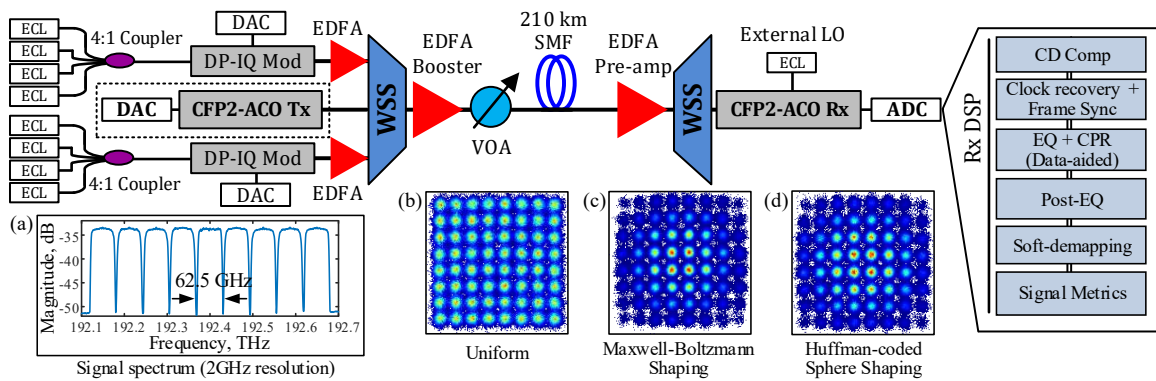 ECL
ECL
ECL
ECL
4:1 Coupler
DAC
DP-IQ Mod
EDFA
DAC
CFP2-ACO Tx
ECL
ECL
ECL
ECL
4:1 Coupler
DP-IQ Mod
DAC
EDFA
WSS
EDFA
Booster
VOA
210 km
SMF
EDFA
Pre-amp
WSS
External LO
ECL
CFP2-ACO Rx
ADC
Rx DSP
CD Comp
Clock recovery +
Frame Sync
EQ + CPR
(Data-aided)
Post-EQ
Soft-demapping
Signal Metrics
(a)
Magnitude, dB
-35
-45
-50
62.5 GHz
192.1 192.2 192.3 192.4 192.5 192.6 192.7
Frequency, THz
Signal spectrum (2GHz resolution)
(b)
Uniform
(c)
Maxwell-Boltzmann
Shaping
(d)
Huffman-coded
Sphere Shaping